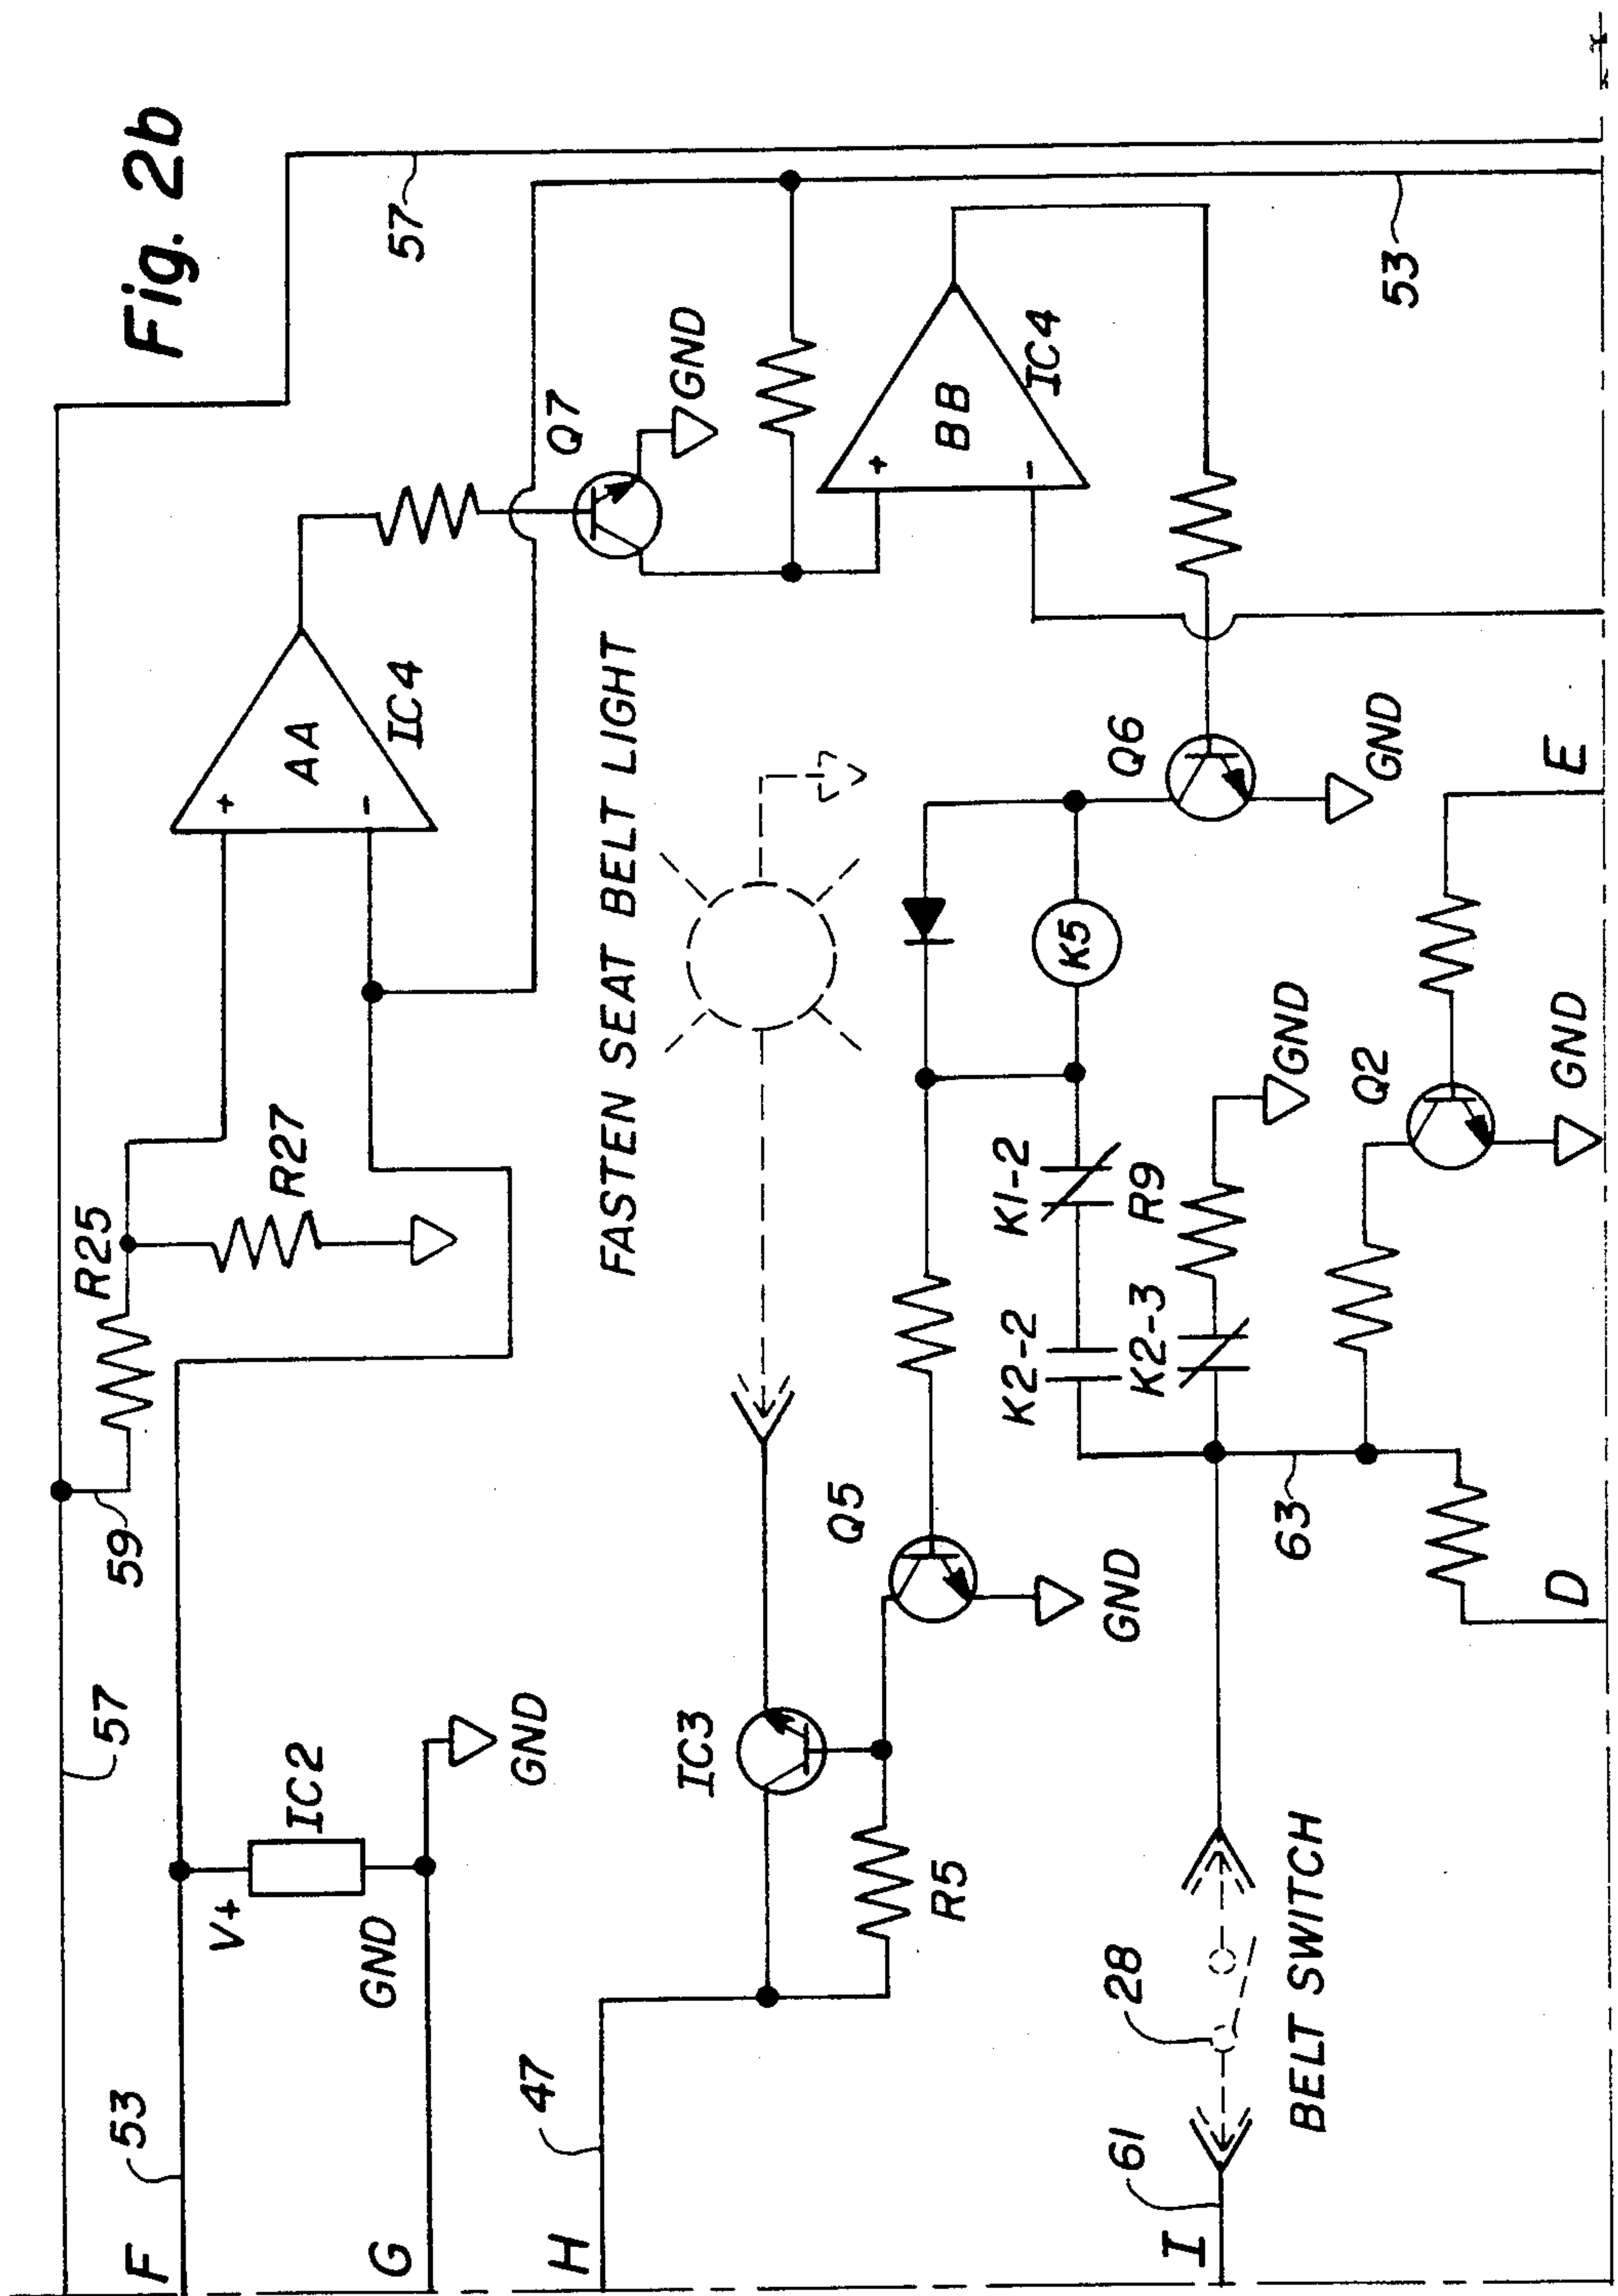 Fig. 2b
57
59
R25
R27
+
-
AA
IC4
57
53
F
V+
IC2
GND
GND
G
Q7
GND
FASTEN SEAT BELT LIGHT
+
-
BB
IC4
53
47
H
IC3
R5
Q5
GND
K5
Q6
GND
K2-2
K1-2
K2-3
R9
GND
63
Q2
GND
E
D
61
I
28
BELT SWITCH